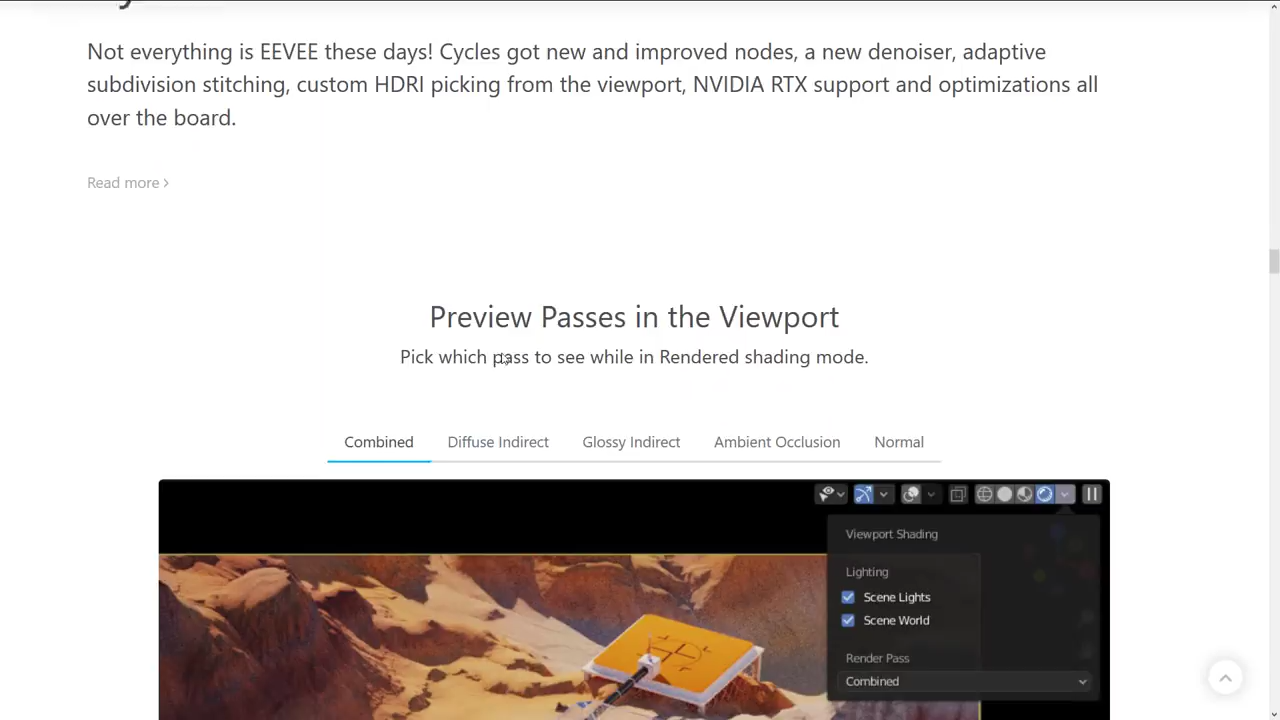 Not everything is EEVEE these days! Cycles got new and improved nodes, a new denoiser, adaptive
subdivision stitching, custom HDRI picking from the viewport, NVIDIA RTX support and optimizations all
over the board.
Read more ›
Preview Passes in the Viewport
Pick which pass to see while in Rendered shading mode.
Combined Diffuse Indirect Glossy Indirect Ambient Occlusion Normal
Viewport Shading
Lighting
Scene Lights
Scene World
Render Pass
Combined